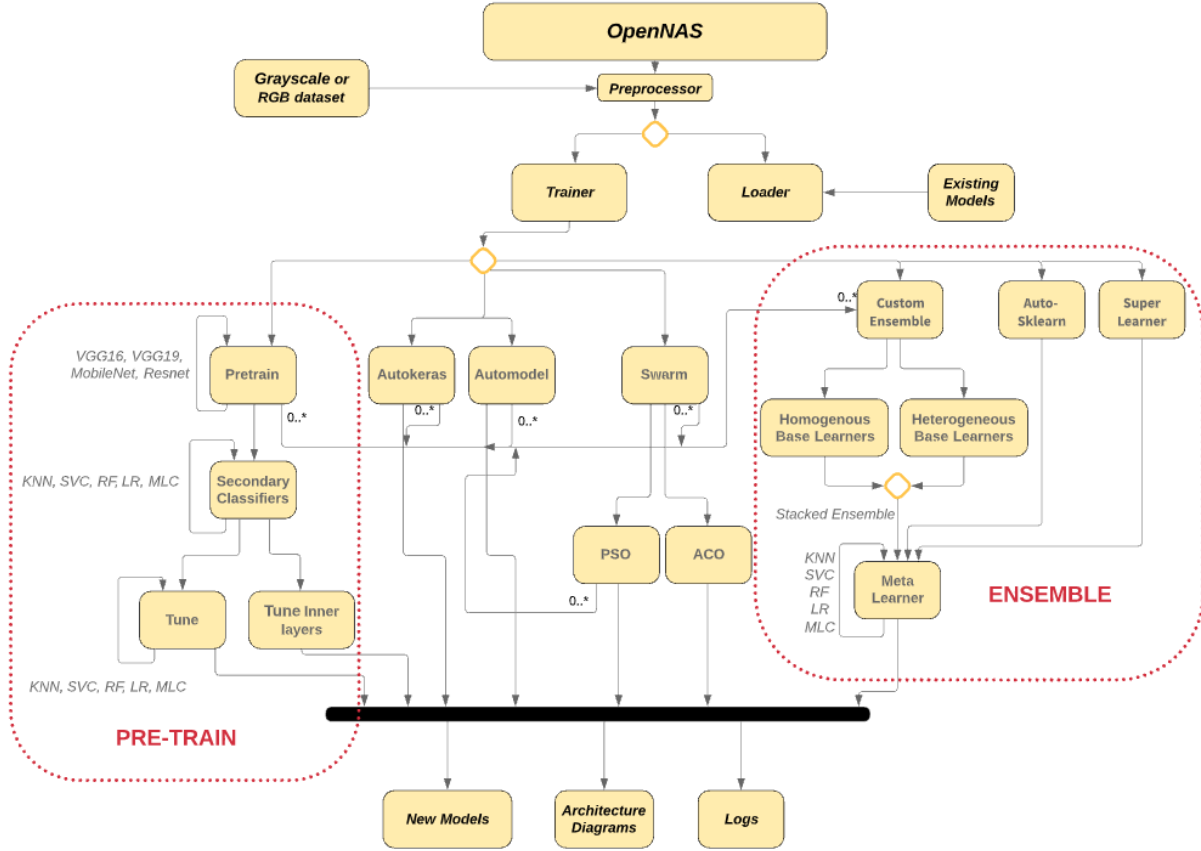 OpenNAS
Grayscale or
RGB dataset
Preprocessor
Trainer
Loader
Existing
Models
0..*
Custom
Ensemble
Auto-
Sklearn
Super
Learner
VGG16, VGG19,
MobileNet, Resnet
Pretrain
Autokeras
Automodel
Swarm
0..*
0..*
0..*
0..*
Homogenous
Base Learners
Heterogeneous
Base Learners
KNN, SVC, RF, LR, MLC
Secondary
Classifiers
Stacked Ensemble
PSO
ACO
KNN
SVC
RF
LR
MLC
Meta
Learner
ENSEMBLE
0..*
Tune
Tune Inner
layers
KNN, SVC, RF, LR, MLC
PRE-TRAIN
New Models
Architecture
Diagrams
Logs